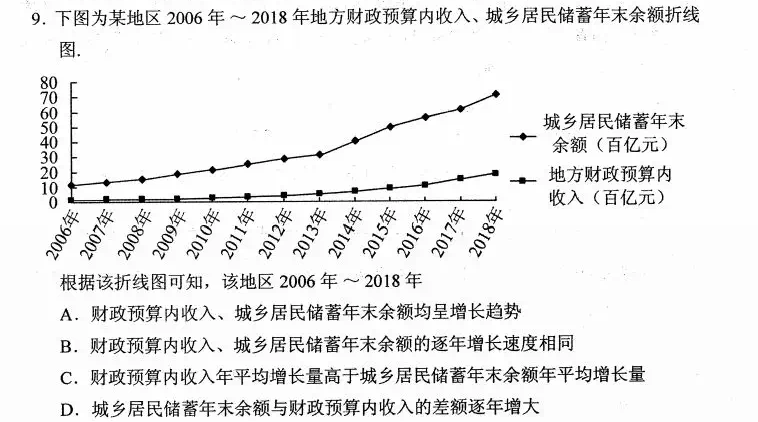 9. 下图为某地区 2006 年 ～ 2018 年地方财政预算内收入、城乡居民储蓄年末余额折线
图.
80
70
60
50
40
30
20
10
0
城乡居民储蓄年末
余额（百亿元）
地方财政预算内
收入（百亿元）
2006年
2007年
2008年
2009年
2010年
2011年
2012年
2013年
2014年
2015年
2016年
2017年
2018年
根据该折线图可知，该地区 2006 年 ～ 2018 年
A．财政预算内收入、城乡居民储蓄年末余额均呈增长趋势
B．财政预算内收入、城乡居民储蓄年末余额的逐年增长速度相同
C．财政预算内收入年平均增长量高于城乡居民储蓄年末余额年平均增长量
D．城乡居民储蓄年末余额与财政预算内收入的差额逐年增大